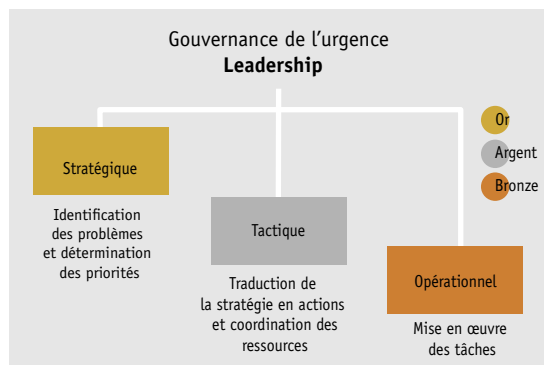 Gouvernance de l'urgence
Leadership
Or
Argent
Bronze
Stratégique
Identification
des problèmes
et détermination
des priorités
Tactique
Traduction de
la stratégie en actions
et coordination des
ressources
Opérationnel
Mise en œuvre
des tâches